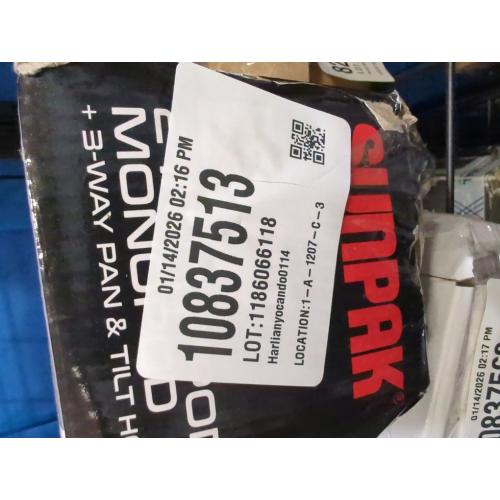 SUNPAK®
MONOPOD
+ 3-WAY PAN & TILT
01/14/2026 02:16 PM
10837513
LOT:1186066118
Harlianyocando0114
LOCATION:1-A-1207-C-3
01/14/2026 02:17 PM